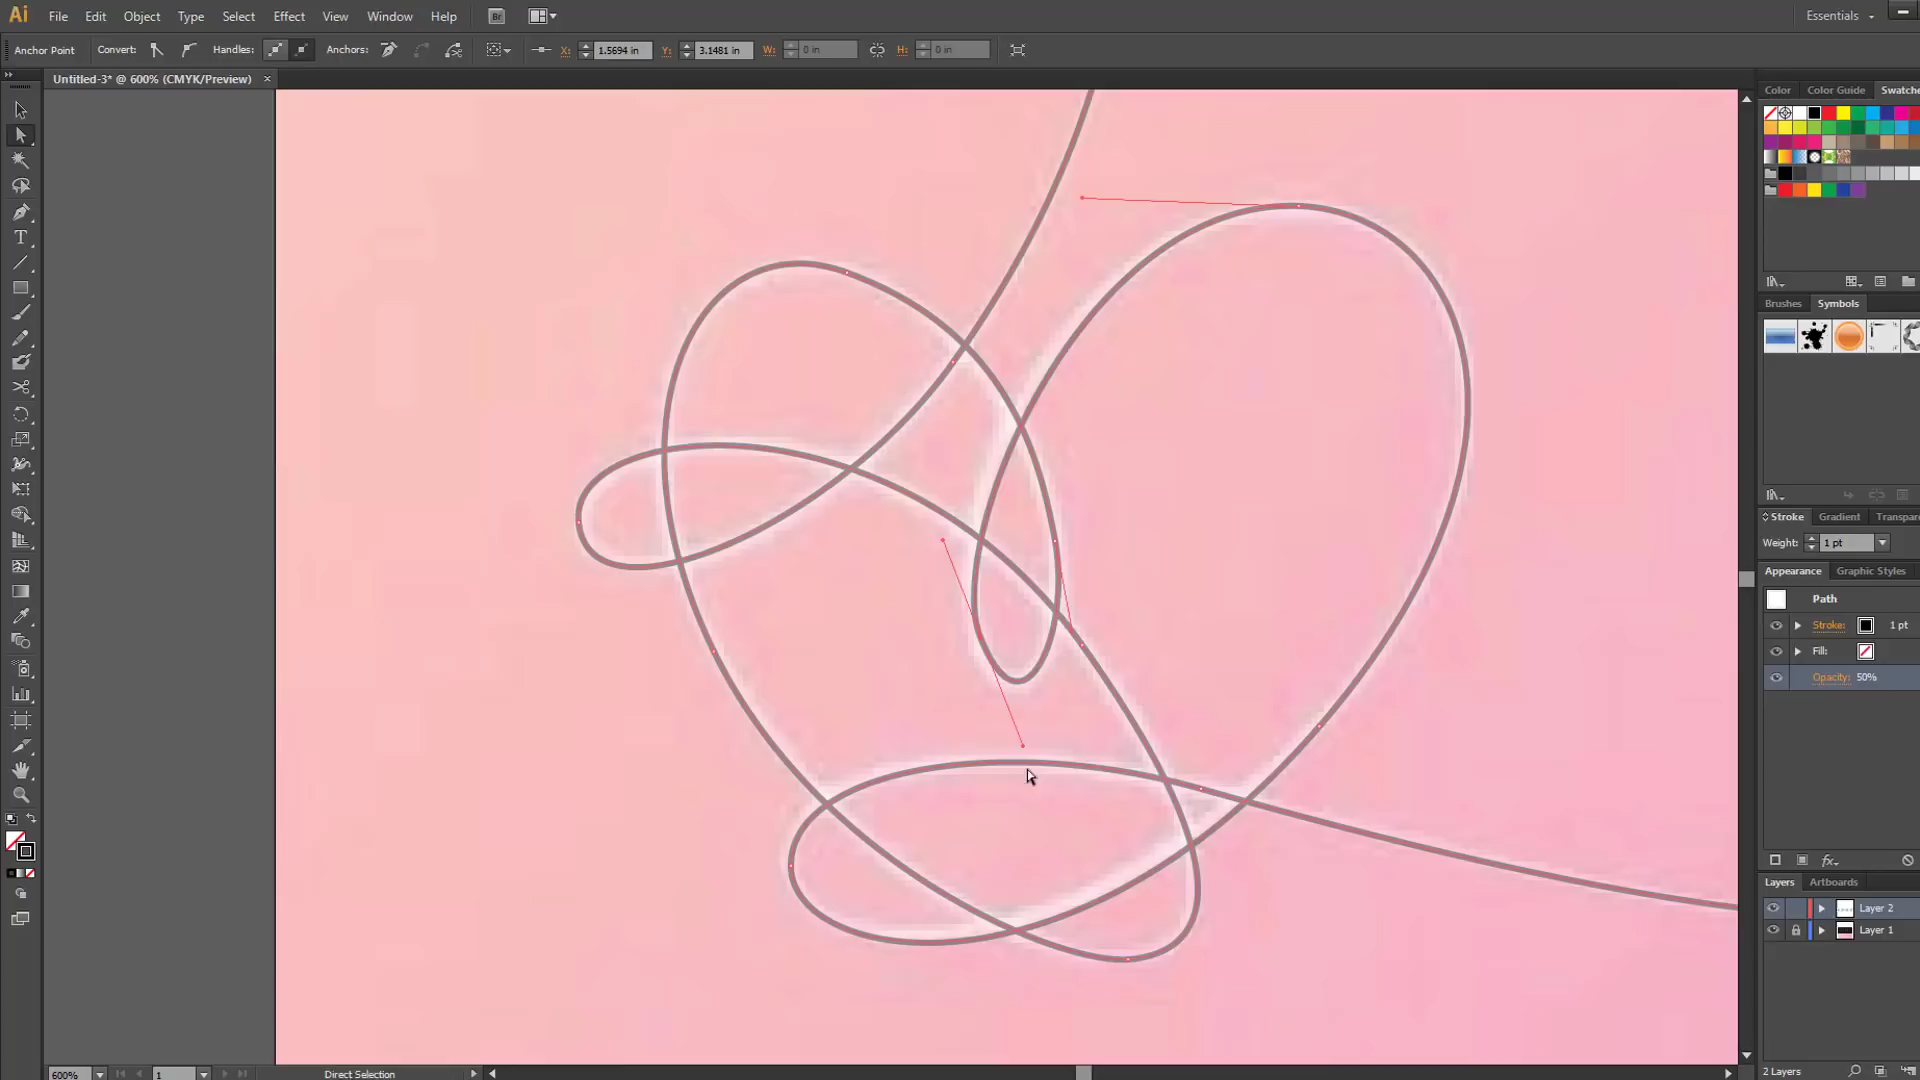 Ai File Edit Object Type Select Effect View Window Help Br Essentials
Anchor Point Convert: Handles: Anchors: X: 1.5694 in Y: 3.1481 in W: 0 in H: 0 in
Untitled-3* @ 600% (CMYK/Preview) ×
Color Color Guide Swatche
Brushes Symbols
Stroke Gradient Transpar
Weight: 1 pt
Appearance Graphic Styles
Path
Stroke: 1 pt
Fill:
Opacity: 50%
Layers Artboards
Layer 2
Layer 1
2 Layers
600% 1 Direct Selection
T
fx